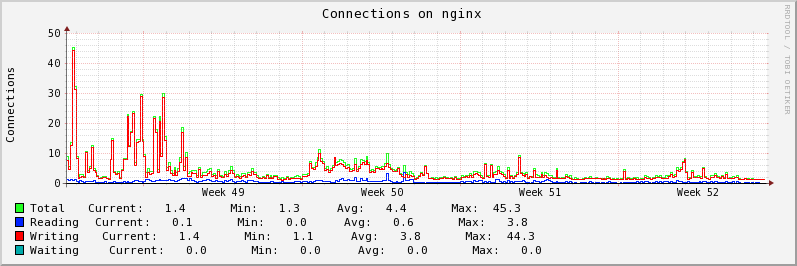 Connections on nginx
RRDTOOL / TOBI OETIKER
Connections
50
40
30
20
10
0
Week 49 Week 50 Week 51 Week 52
Total Current: 1.4 Min: 1.3 Avg: 4.4 Max: 45.3
Reading Current: 0.1 Min: 0.0 Avg: 0.6 Max: 3.8
Writing Current: 1.4 Min: 1.1 Avg: 3.8 Max: 44.3
Waiting Current: 0.0 Min: 0.0 Avg: 0.0 Max: 0.0